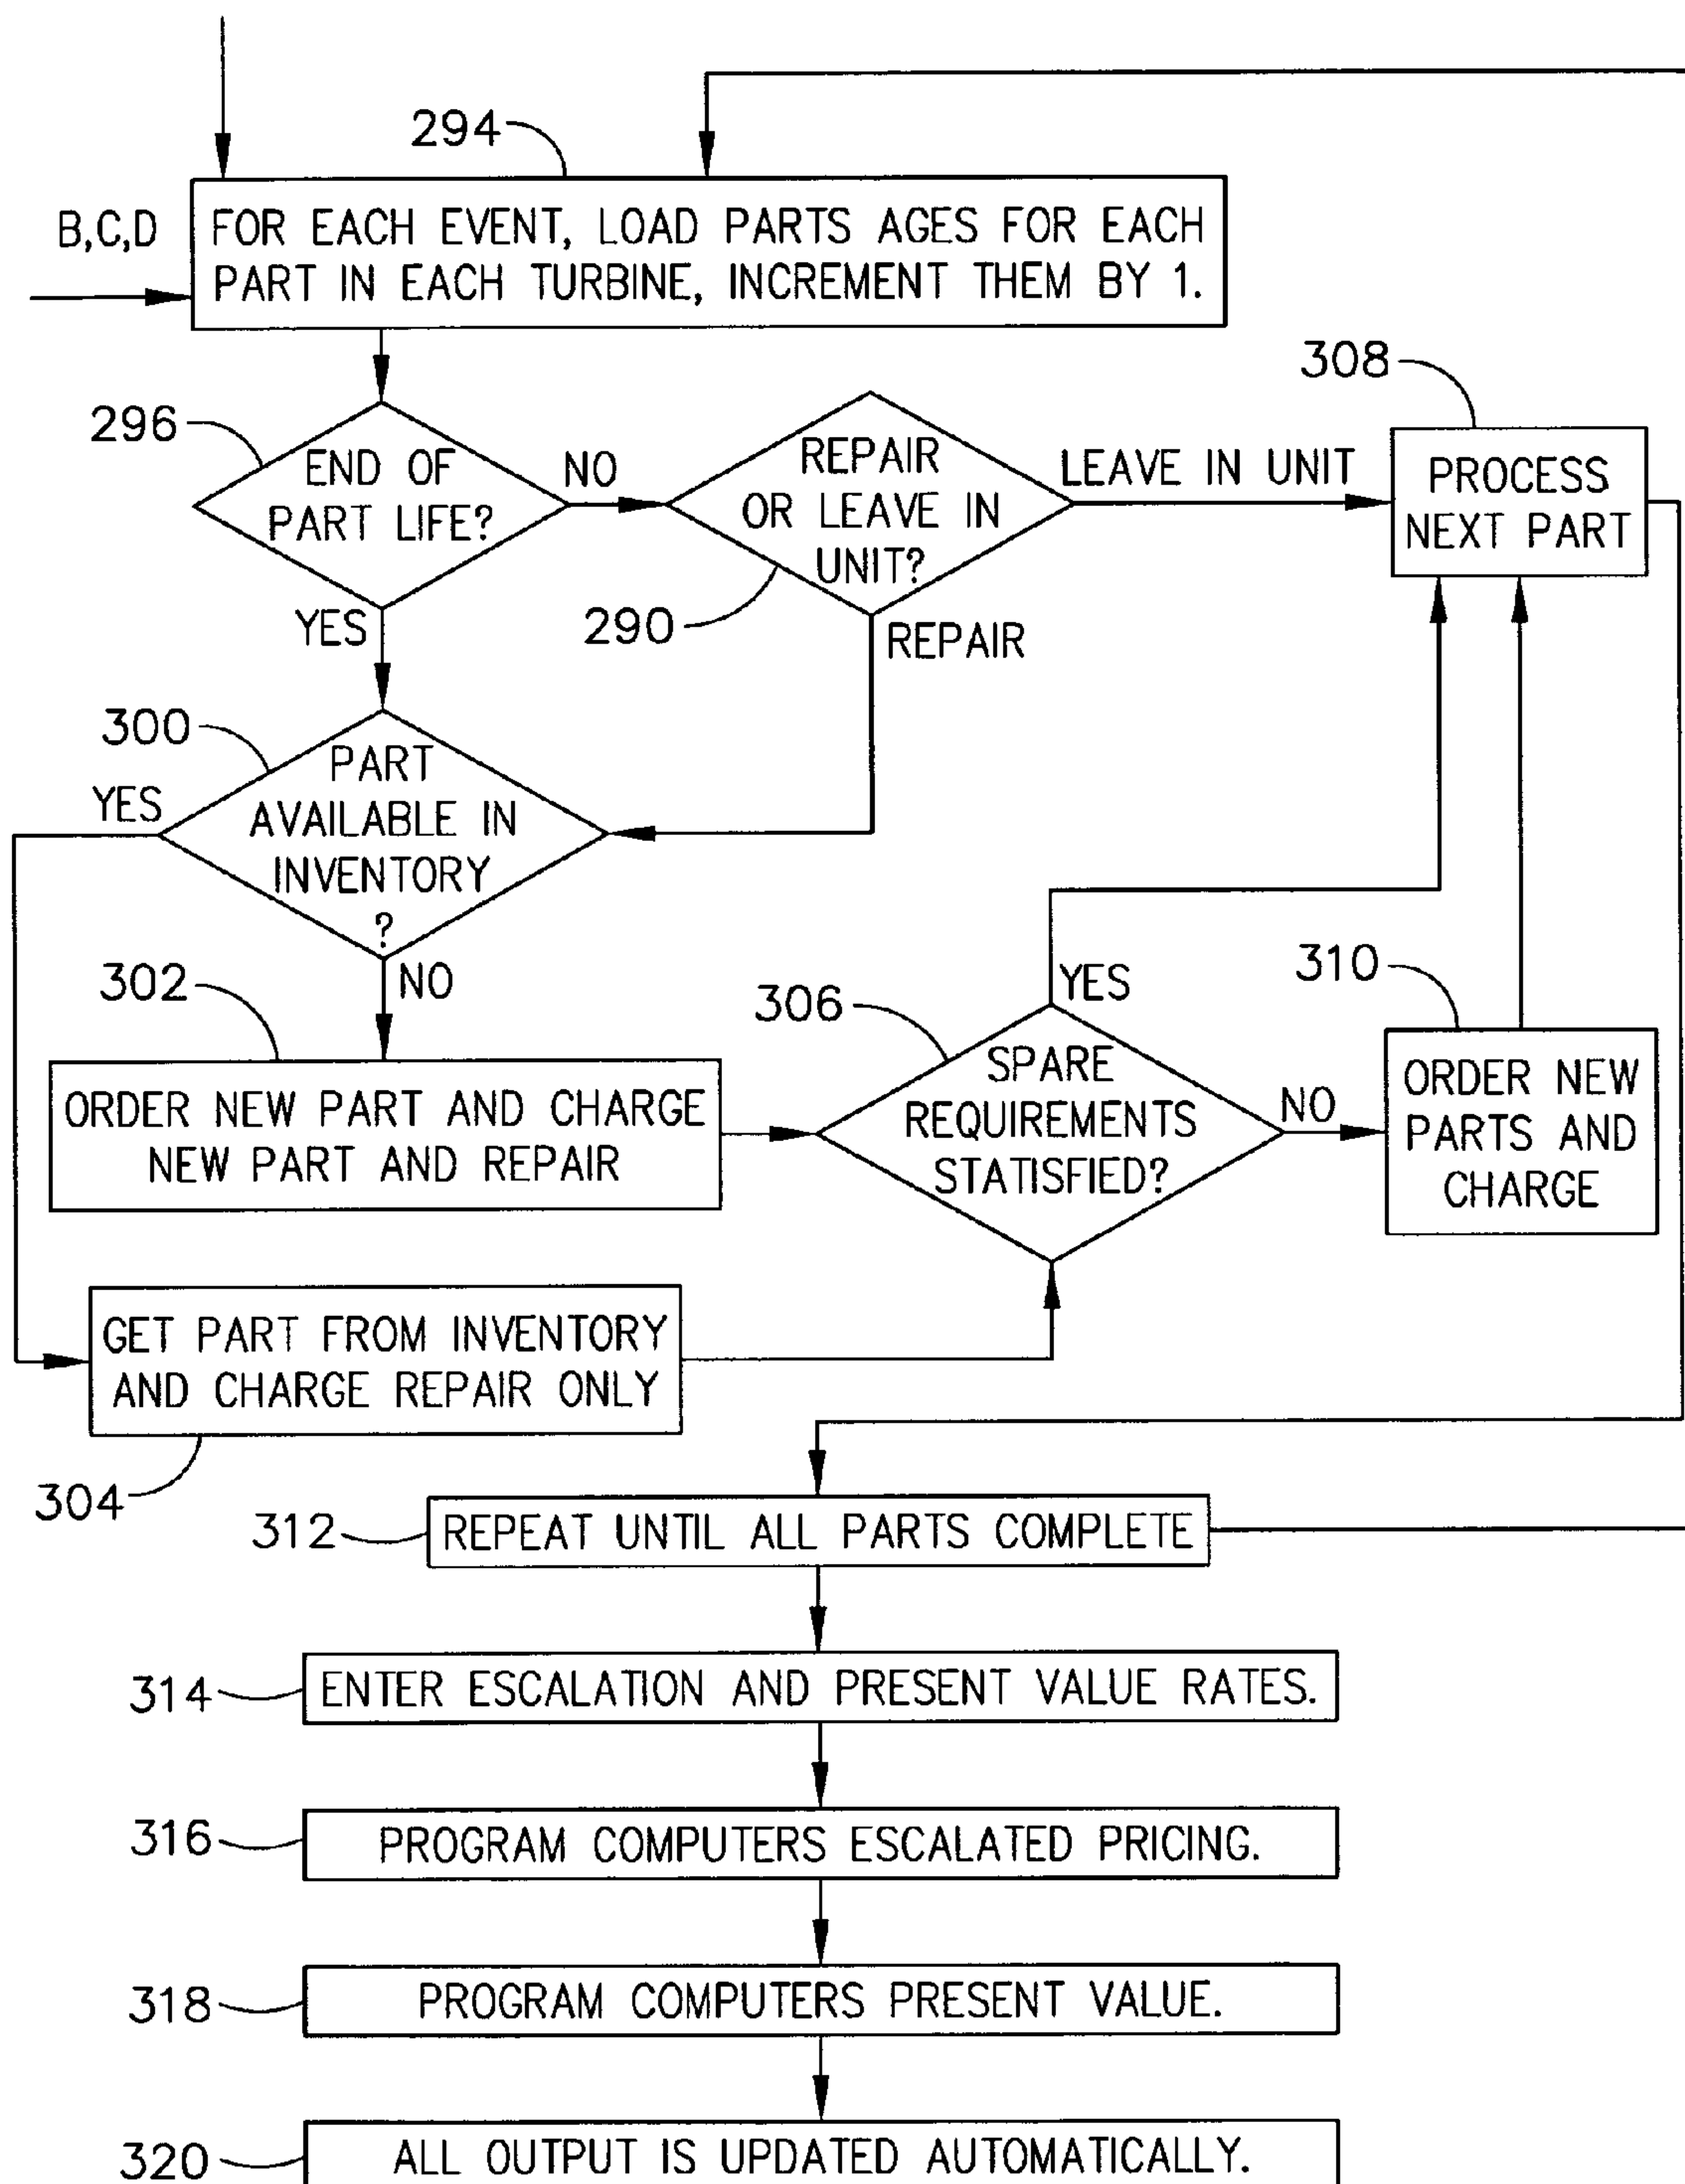 294
B,C,D
FOR EACH EVENT, LOAD PARTS AGES FOR EACH
PART IN EACH TURBINE, INCREMENT THEM BY 1.
308
296
END OF
PART LIFE?
NO
REPAIR
OR LEAVE IN
UNIT?
LEAVE IN UNIT
PROCESS
NEXT PART
YES
290
REPAIR
300
YES
PART
AVAILABLE IN
INVENTORY
?
NO
302
ORDER NEW PART AND CHARGE
NEW PART AND REPAIR
306
YES
SPARE
REQUIREMENTS
STATISFIED?
NO
310
ORDER NEW
PARTS AND
CHARGE
GET PART FROM INVENTORY
AND CHARGE REPAIR ONLY
304
312
REPEAT UNTIL ALL PARTS COMPLETE
314
ENTER ESCALATION AND PRESENT VALUE RATES.
316
PROGRAM COMPUTERS ESCALATED PRICING.
318
PROGRAM COMPUTERS PRESENT VALUE.
320
ALL OUTPUT IS UPDATED AUTOMATICALLY.